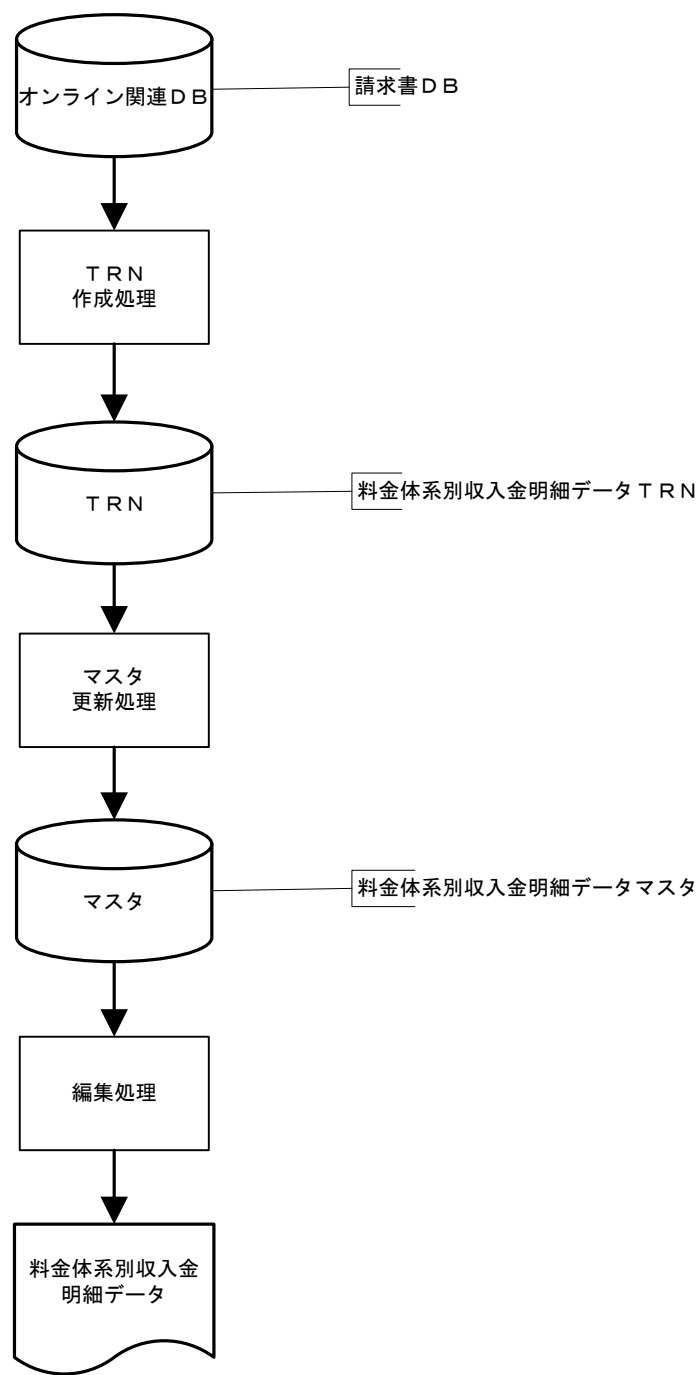 オンライン関連ＤＢ
請求書ＤＢ
ＴＲＮ
作成処理
ＴＲＮ
料金体系別収入金明細データＴＲＮ
マスタ
更新処理
マスタ
料金体系別収入金明細データマスタ
編集処理
料金体系別収入金
明細データ